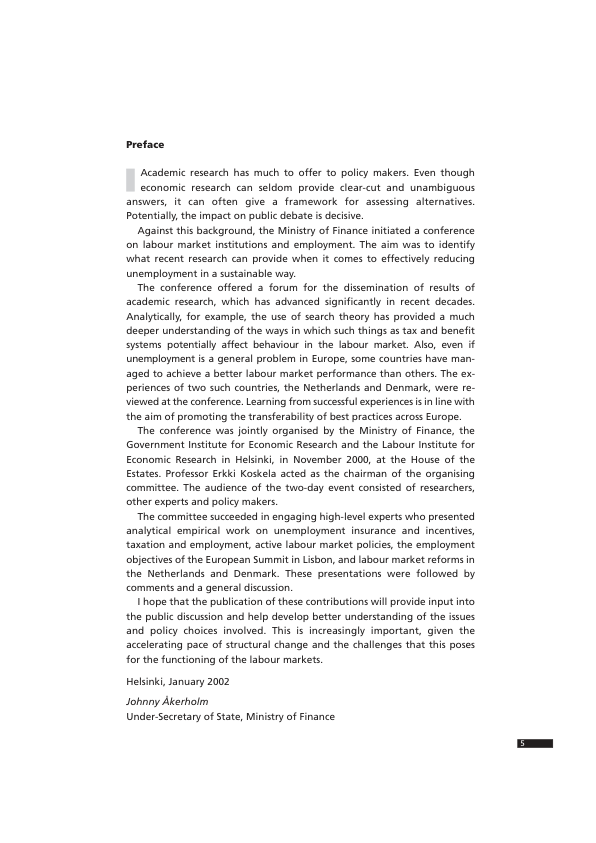 Preface
Academic research has much to offer to policy makers. Even though
economic research can seldom provide clear-cut and unambiguous
answers, it can often give a framework for assessing alternatives.
Potentially, the impact on public debate is decisive.
Against this background, the Ministry of Finance initiated a conference
on labour market institutions and employment. The aim was to identify
what recent research can provide when it comes to effectively reducing
unemployment in a sustainable way.
The conference offered a forum for the dissemination of results of
academic research, which has advanced significantly in recent decades.
Analytically, for example, the use of search theory has provided a much
deeper understanding of the ways in which such things as tax and benefit
systems potentially affect behaviour in the labour market. Also, even if
unemployment is a general problem in Europe, some countries have man-
aged to achieve a better labour market performance than others. The ex-
periences of two such countries, the Netherlands and Denmark, were re-
viewed at the conference. Learning from successful experiences is in line with
the aim of promoting the transferability of best practices across Europe.
The conference was jointly organised by the Ministry of Finance, the
Government Institute for Economic Research and the Labour Institute for
Economic Research in Helsinki, in November 2000, at the House of the
Estates. Professor Erkki Koskela acted as the chairman of the organising
committee. The audience of the two-day event consisted of researchers,
other experts and policy makers.
The committee succeeded in engaging high-level experts who presented
analytical empirical work on unemployment insurance and incentives,
taxation and employment, active labour market policies, the employment
objectives of the European Summit in Lisbon, and labour market reforms in
the Netherlands and Denmark. These presentations were followed by
comments and a general discussion.
I hope that the publication of these contributions will provide input into
the public discussion and help develop better understanding of the issues
and policy choices involved. This is increasingly important, given the
accelerating pace of structural change and the challenges that this poses
for the functioning of the labour markets.
Helsinki, January 2002
Johnny Åkerholm
Under-Secretary of State, Ministry of Finance
5